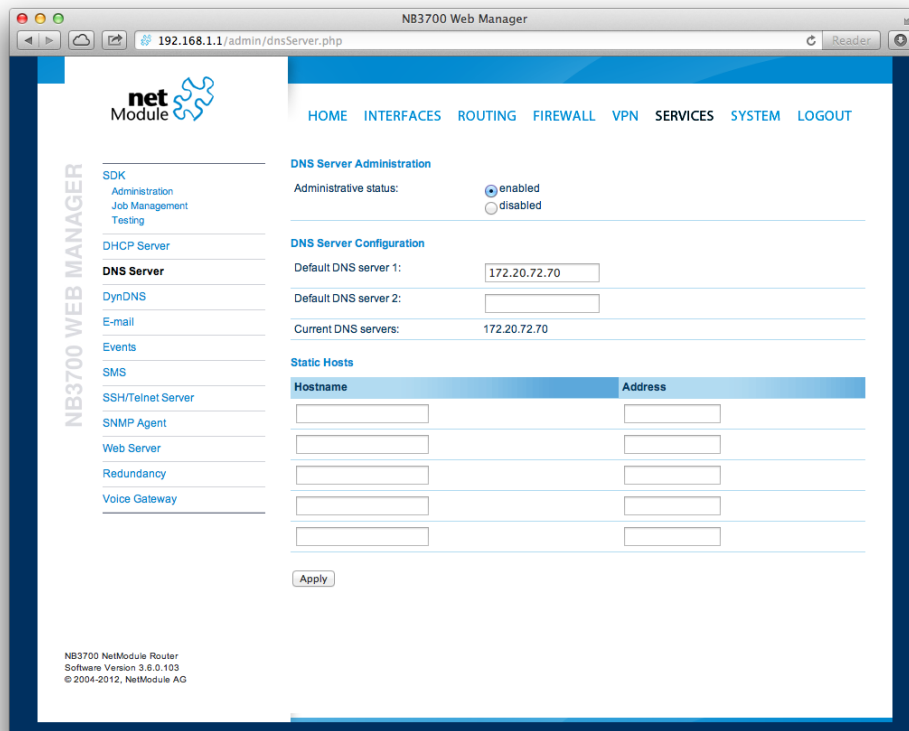 NB3700 Web Manager
192.168.1.1/admin/dnsServer.php
Reader
net
Module
HOME INTERFACES ROUTING FIREWALL VPN SERVICES SYSTEM LOGOUT
NB3700 WEB MANAGER
SDK
Administration
Job Management
Testing
DHCP Server
DNS Server
DynDNS
E-mail
Events
SMS
SSH/Telnet Server
SNMP Agent
Web Server
Redundancy
Voice Gateway
DNS Server Administration
Administrative status:
enabled
disabled
DNS Server Configuration
Default DNS server 1: 172.20.72.70
Default DNS server 2:
Current DNS servers: 172.20.72.70
Static Hosts
Hostname Address
Apply
NB3700 NetModule Router
Software Version 3.6.0.103
© 2004-2012, NetModule AG